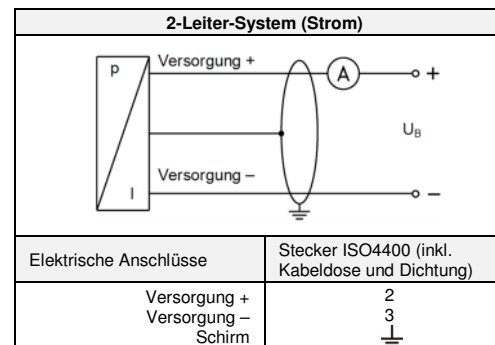 2-Leiter-System (Strom)
p
Versorgung +
A
+
U_B
Versorgung –
I
–
Elektrische Anschlüsse
Stecker ISO4400 (inkl.
Kabeldose und Dichtung)
Versorgung +
2
Versorgung –
3
Schirm